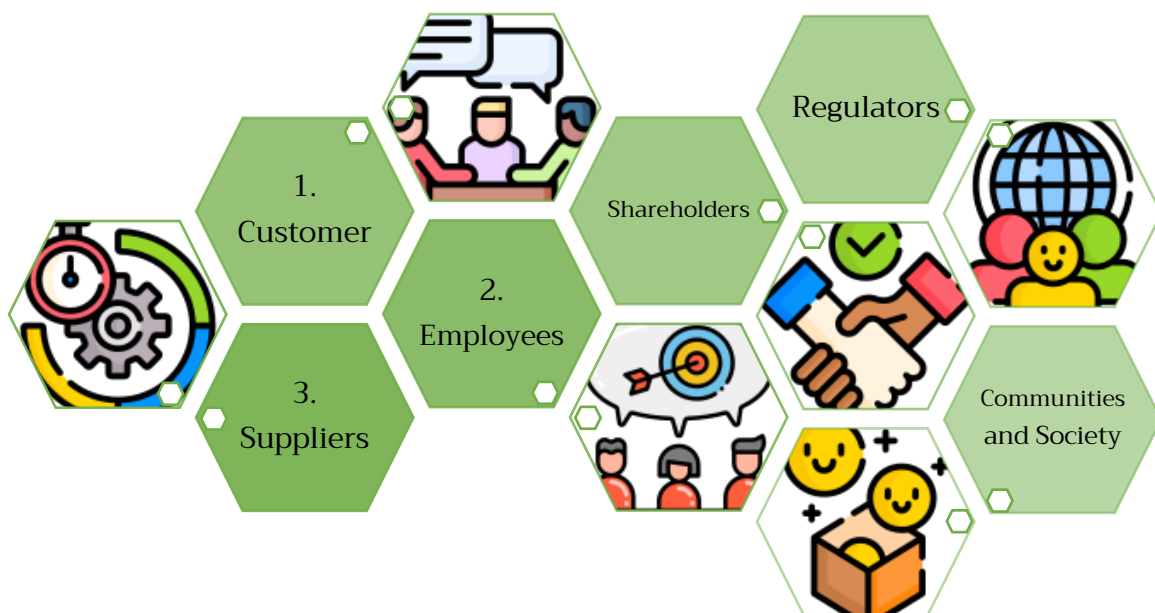 1.
Customer
2.
Employees
3.
Suppliers
Shareholders
Regulators
Communities
and Society